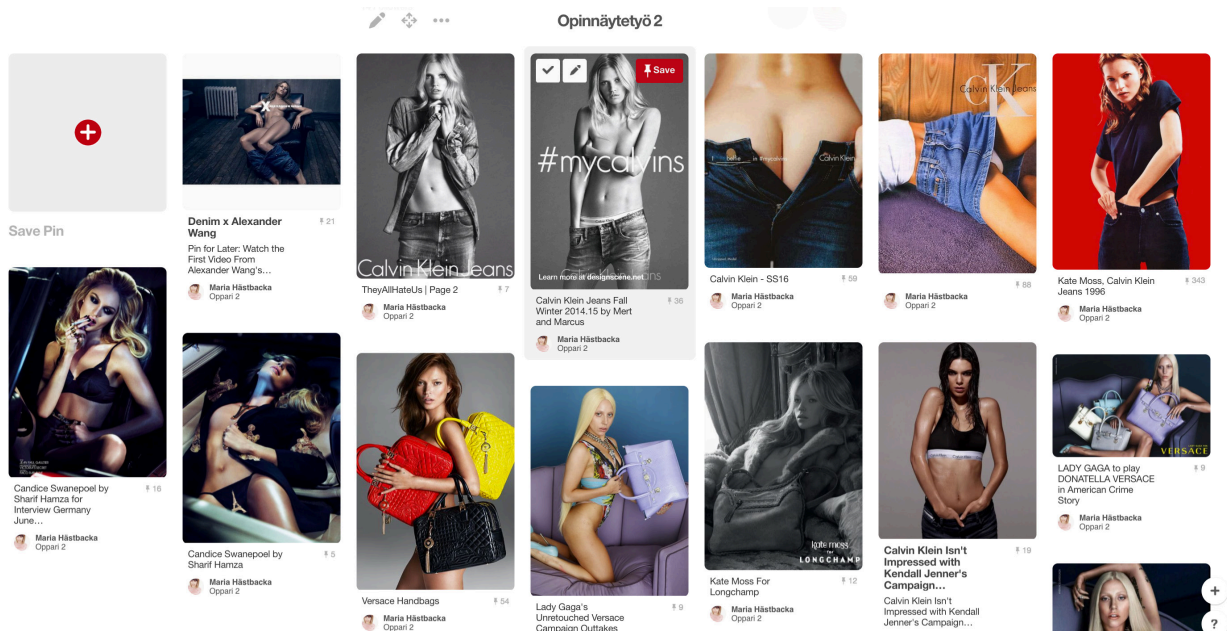 Opinnäytetyö 2
Save Pin
Candice Swanepoel by
Sharif Hamza for
Interview Germany
June...
16
Maria Hästbacka
Oppari 2
Denim x Alexander
Wang
21
Pin for Later: Watch the
First Video From
Alexander Wang's...
Maria Hästbacka
Oppari 2
Candice Swanepoel by
Sharif Hamza
5
Maria Hästbacka
Oppari 2
Calvin Klein Jeans
TheyAllHateUs | Page 2
7
Maria Hästbacka
Oppari 2
Versace Handbags
54
Maria Hästbacka
Oppari 2
Save
#mycalvins
Learn more at designscene.net
Calvin Klein Jeans Fall
Winter 2014.15 by Mert
and Marcus
36
Maria Hästbacka
Oppari 2
Lady Gaga's
Unretouched Versace
Campaign Outtakes
9
I
in #mycalvins
Calvin Klein
Calvin Klein - SS16
59
Maria Hästbacka
Oppari 2
kate moss
FOR
LONGCHAMP
Kate Moss For
Longchamp
12
Maria Hästbacka
Oppari 2
cK
Calvin Klein Jeans
88
Maria Hästbacka
Oppari 2
Calvin Klein Isn't
Impressed with
Kendall Jenner's
Campaign...
19
Calvin Klein Isn't
Impressed with Kendall
Jenner's Campaign...
Kate Moss, Calvin Klein
Jeans 1996
343
Maria Hästbacka
Oppari 2
VERSACE
LADY GAGA to play
DONATELLA VERSACE
in American Crime
Story
9
Maria Hästbacka
Oppari 2
+
?